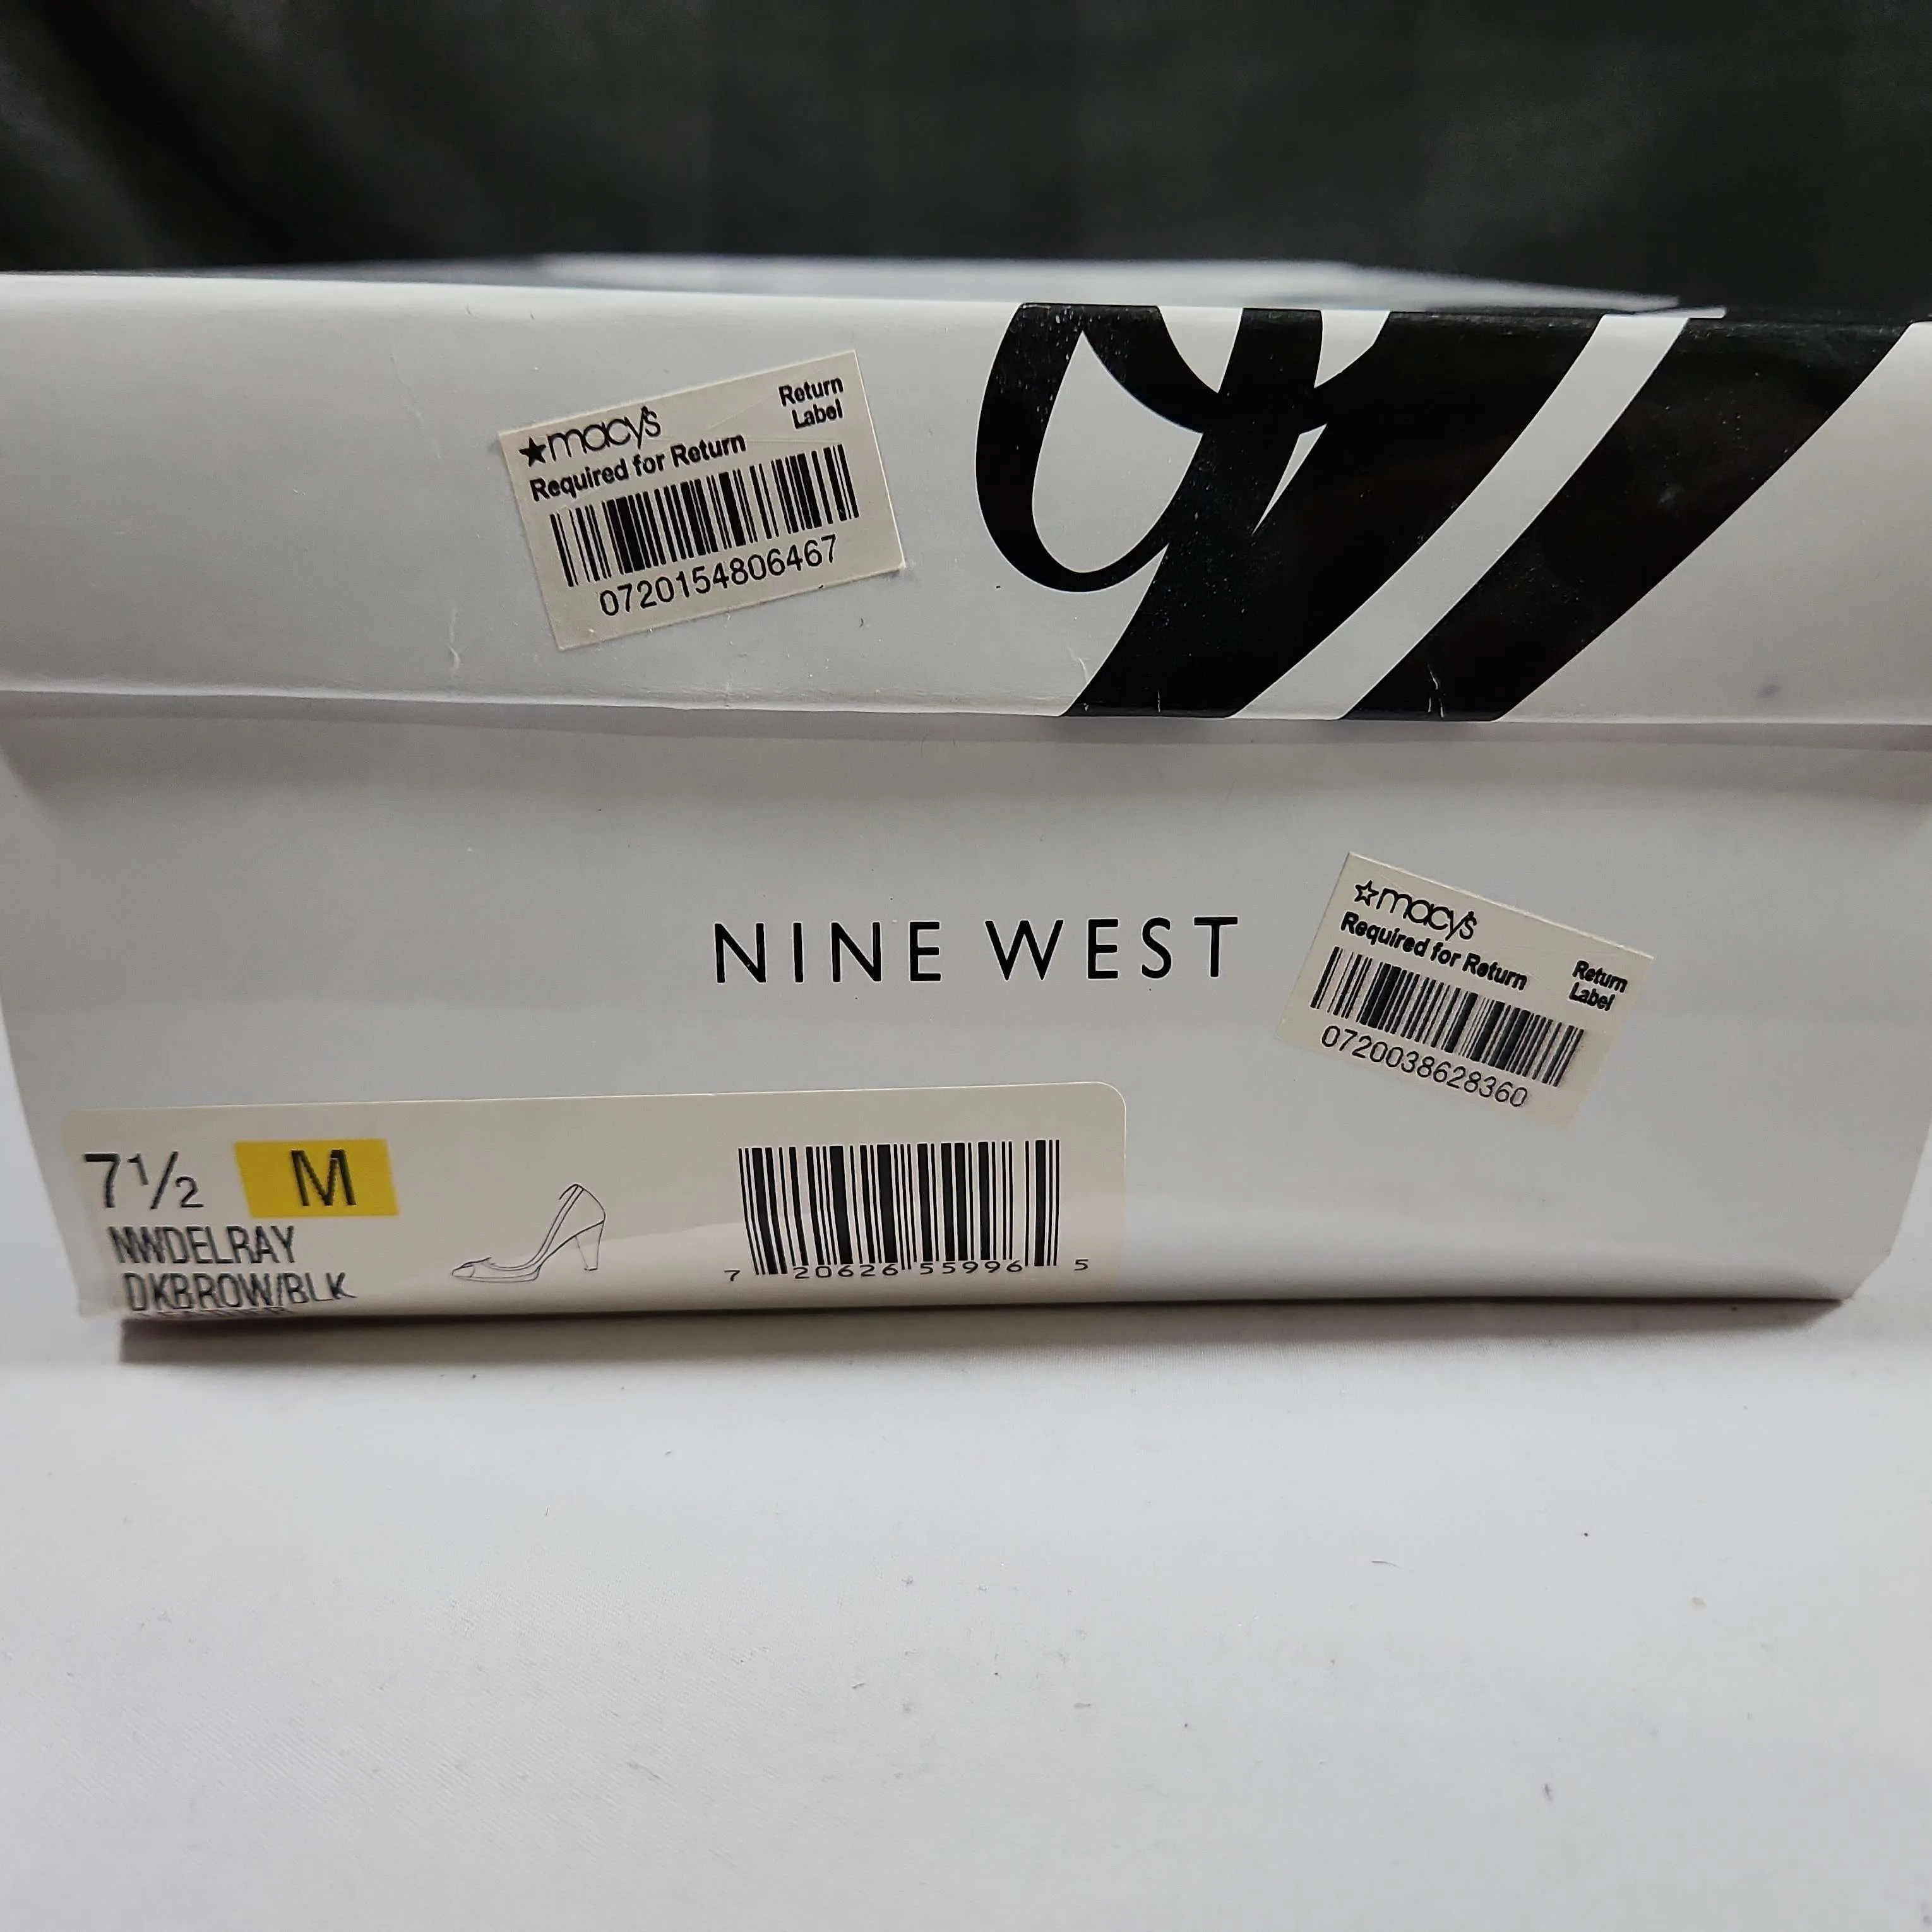 macy's
Return
Label
Required for Return
0720154806467
NINE WEST
macy's
Required for Return
Return
Label
0720038628360
7½ M
NWDELRAY
DKBROW/BLK
7 20626 55996 5